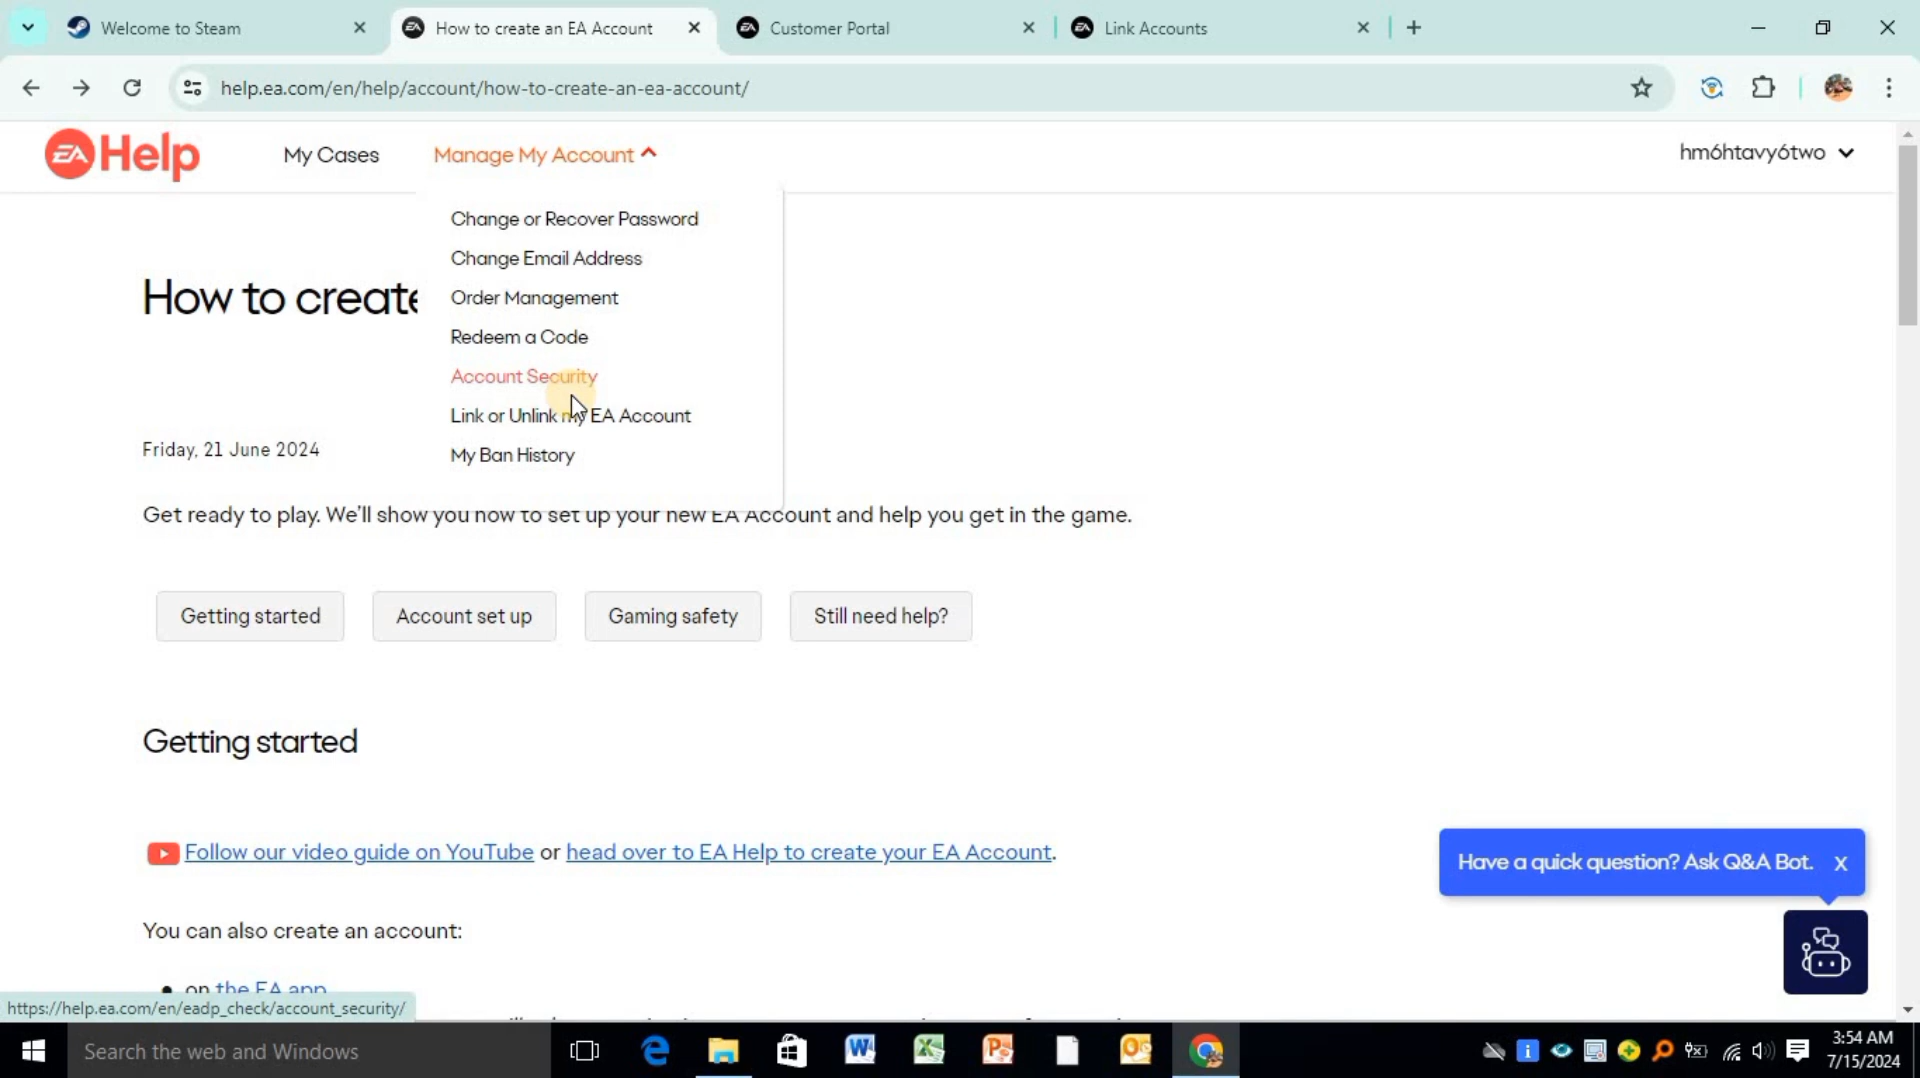 Welcome to Steam
How to create an EA Account
Customer Portal
Link Accounts
help.ea.com/en/help/account/how-to-create-an-ea-account/
EA Help
My Cases
Manage My Account
hmóhtavyótwo
Change or Recover Password
Change Email Address
Order Management
Redeem a Code
Account Security
Link or Unlink my EA Account
My Ban History
How to create
Friday, 21 June 2024
Get ready to play. We'll show you how to set up your new EA Account and help you get in the game.
Getting started
Account set up
Gaming safety
Still need help?
Getting started
Follow our video guide on YouTube or head over to EA Help to create your EA Account.
You can also create an account:
on the EA app
Have a quick question? Ask Q&A Bot. X
https://help.ea.com/en/eadp_check/account_security/
Search the web and Windows
3:54 AM
7/15/2024